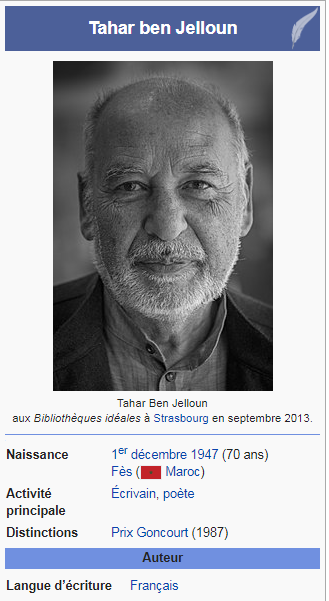 Tahar ben Jelloun
Tahar Ben Jelloun
aux Bibliothèques idéales à Strasbourg en septembre 2013.
Naissance 1er décembre 1947 (70 ans)
Fès ( Maroc)
Activité principale Écrivain, poète
Distinctions Prix Goncourt (1987)
Auteur
Langue d’écriture Français